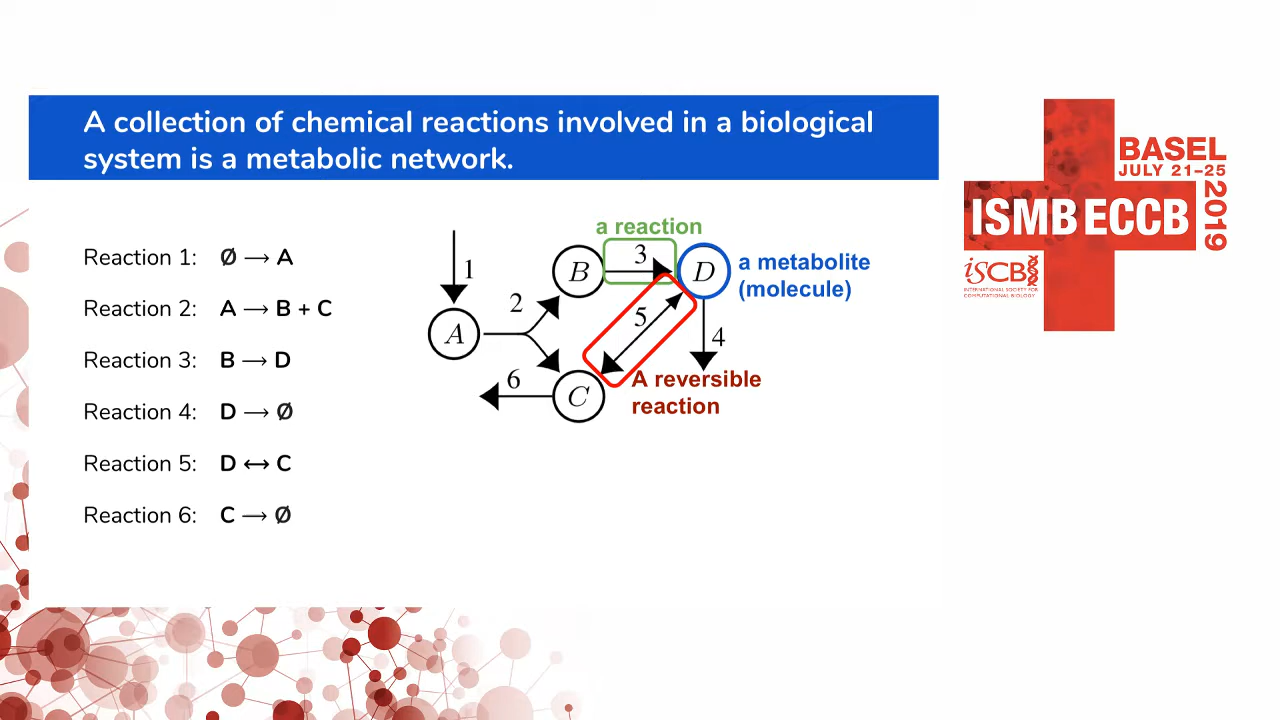 A collection of chemical reactions involved in a biological
system is a metabolic network.
Reaction 1: Ø → A
Reaction 2: A → B + C
Reaction 3: B → D
Reaction 4: D → Ø
Reaction 5: D ↔ C
Reaction 6: C → Ø
a reaction
1
2
3
4
5
6
A
B
C
D
a metabolite
(molecule)
A reversible
reaction
BASEL
JULY 21–25
2019
ISMB ECCB
ISCB
INTERNATIONAL SOCIETY FOR
COMPUTATIONAL BIOLOGY